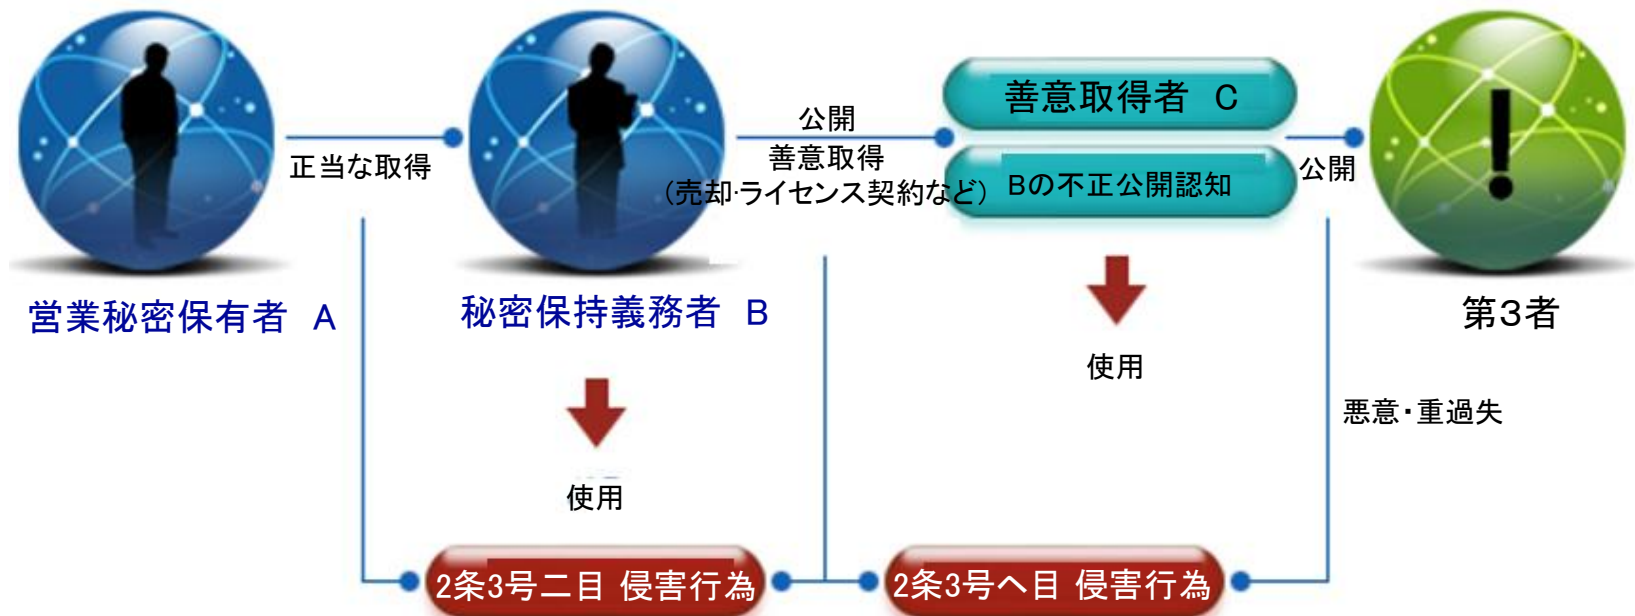 善意取得者 C
公開
正当な取得
善意取得
(売却·ライセンス契約など)
Bの不正公開認知
公開
営業秘密保有者 A
秘密保持義務者 B
第3者
使用
悪意・重過失
使用
2条3号ニ目 侵害行為
2条3号ヘ目 侵害行為